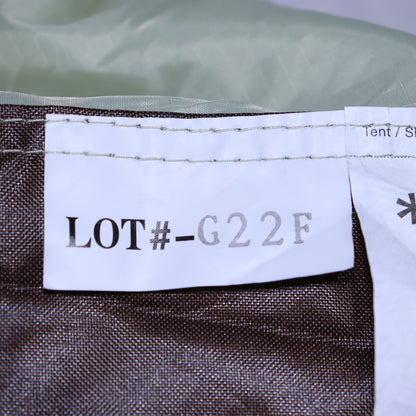 Tent / S
LOT#-G22F
*